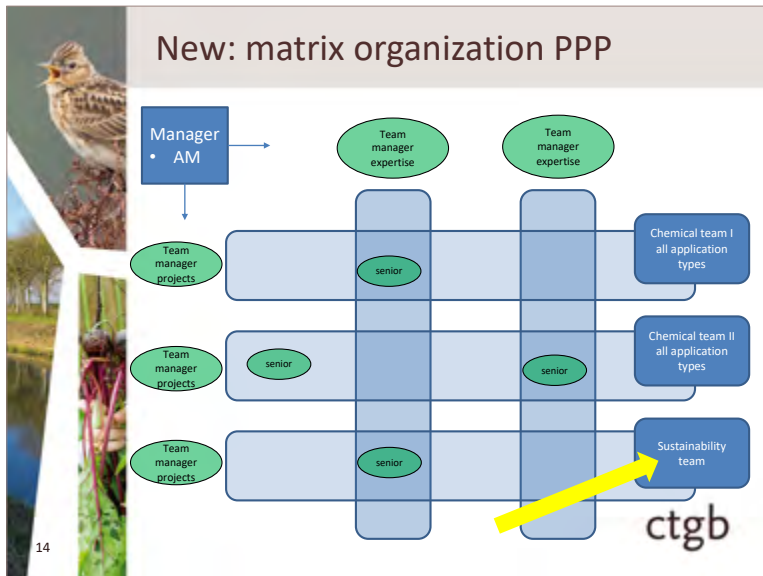 New: matrix organization PPP
Manager
• AM
Team
manager
expertise
Team
manager
expertise
Team
manager
projects
senior
Chemical team I
all application
types
Team
manager
projects
senior
senior
Chemical team II
all application
types
Team
manager
projects
senior
Sustainability
team
14
ctgb